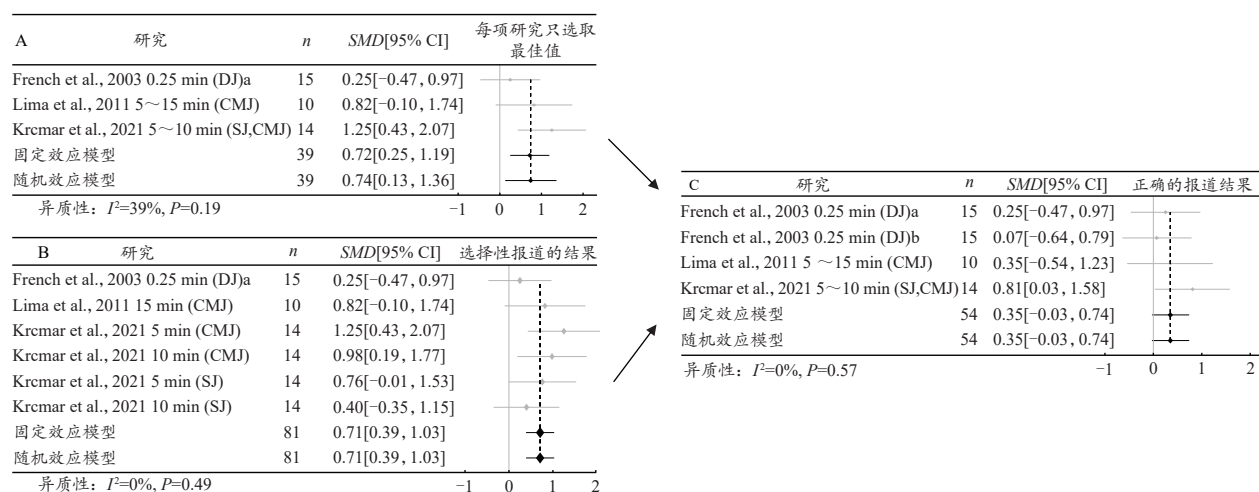 A 研究 n SMD[95% CI] 每项研究只选取
最佳值
French et al., 2003 0.25 min (DJ)a 15 0.25[−0.47, 0.97]
Lima et al., 2011 5～15 min (CMJ) 10 0.82[−0.10, 1.74]
Krcmar et al., 2021 5～10 min (SJ,CMJ) 14 1.25[0.43, 2.07]
固定效应模型 39 0.72[0.25, 1.19]
随机效应模型 39 0.74[0.13, 1.36]
异质性：I²=39%, P=0.19 −1 0 1 2
B 研究 n SMD[95% CI] 选择性报道的结果
French et al., 2003 0.25 min (DJ)a 15 0.25[−0.47, 0.97]
Lima et al., 2011 15 min (CMJ) 10 0.82[−0.10, 1.74]
Krcmar et al., 2021 5 min (CMJ) 14 1.25[0.43, 2.07]
Krcmar et al., 2021 10 min (CMJ) 14 0.98[0.19, 1.77]
Krcmar et al., 2021 5 min (SJ) 14 0.76[−0.01, 1.53]
Krcmar et al., 2021 10 min (SJ) 14 0.40[−0.35, 1.15]
固定效应模型 81 0.71[0.39, 1.03]
随机效应模型 81 0.71[0.39, 1.03]
异质性：I²=0%, P=0.49 −1 0 1 2
C 研究 n SMD[95% CI] 正确的报道结果
French et al., 2003 0.25 min (DJ)a 15 0.25[−0.47, 0.97]
French et al., 2003 0.25 min (DJ)b 15 0.07[−0.64, 0.79]
Lima et al., 2011 5 ～15 min (CMJ) 10 0.35[−0.54, 1.23]
Krcmar et al., 2021 5～10 min (SJ,CMJ) 14 0.81[0.03, 1.58]
固定效应模型 54 0.35[−0.03, 0.74]
随机效应模型 54 0.35[−0.03, 0.74]
异质性：I²=0%, P=0.57 −1 0 1 2